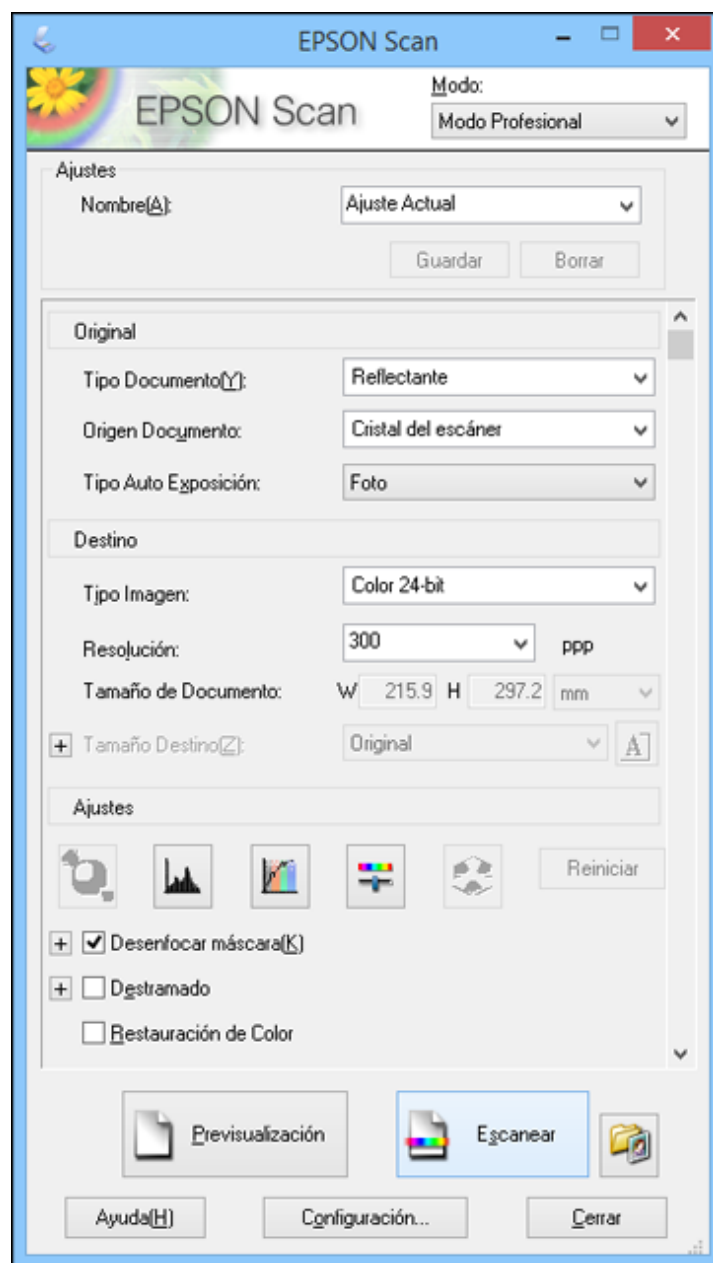 EPSON Scan
EPSON Scan
Modo:
Modo Profesional
Ajustes
Nombre(A):
Ajuste Actual
Guardar
Borrar
Original
Tipo Documento(Y):
Reflectante
Origen Documento:
Cristal del escáner
Tipo Auto Exposición:
Foto
Destino
Tipo Imagen:
Color 24-bit
Resolución:
300
ppp
Tamaño de Documento:
W 215.9 H 297.2 mm
Tamaño Destino(Z):
Original
A
Ajustes
Reiniciar
Desenfocar máscara(K)
Destramado
Restauración de Color
Previsualización
Escanear
Ayuda(H)
Configuración...
Cerrar